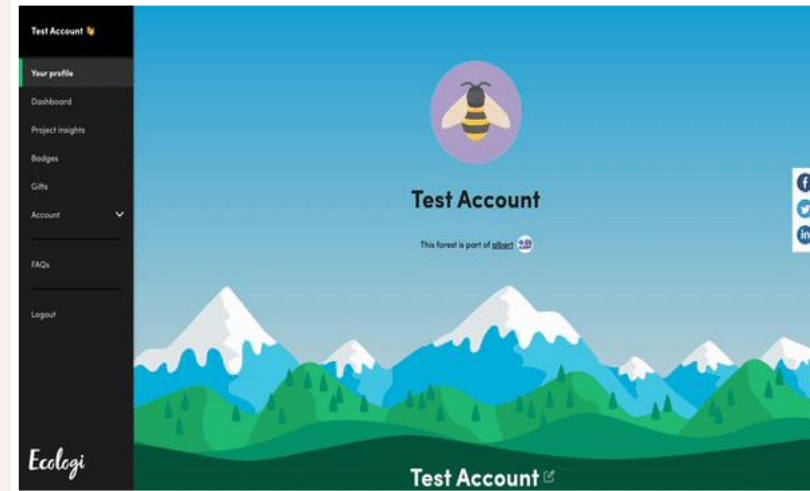 Test Account
Your profile
Dashboard
Project insights
Badges
Gifts
Account
FAQs
Logout
Ecologi
Test Account
This forest is part of albert
Test Account
f
in